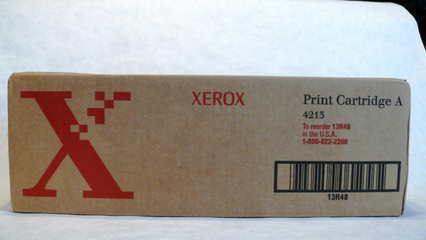 XEROX
Print Cartridge A
4215
To reorder 13R48
in the U.S.A.
1-800-822-2200
13R48